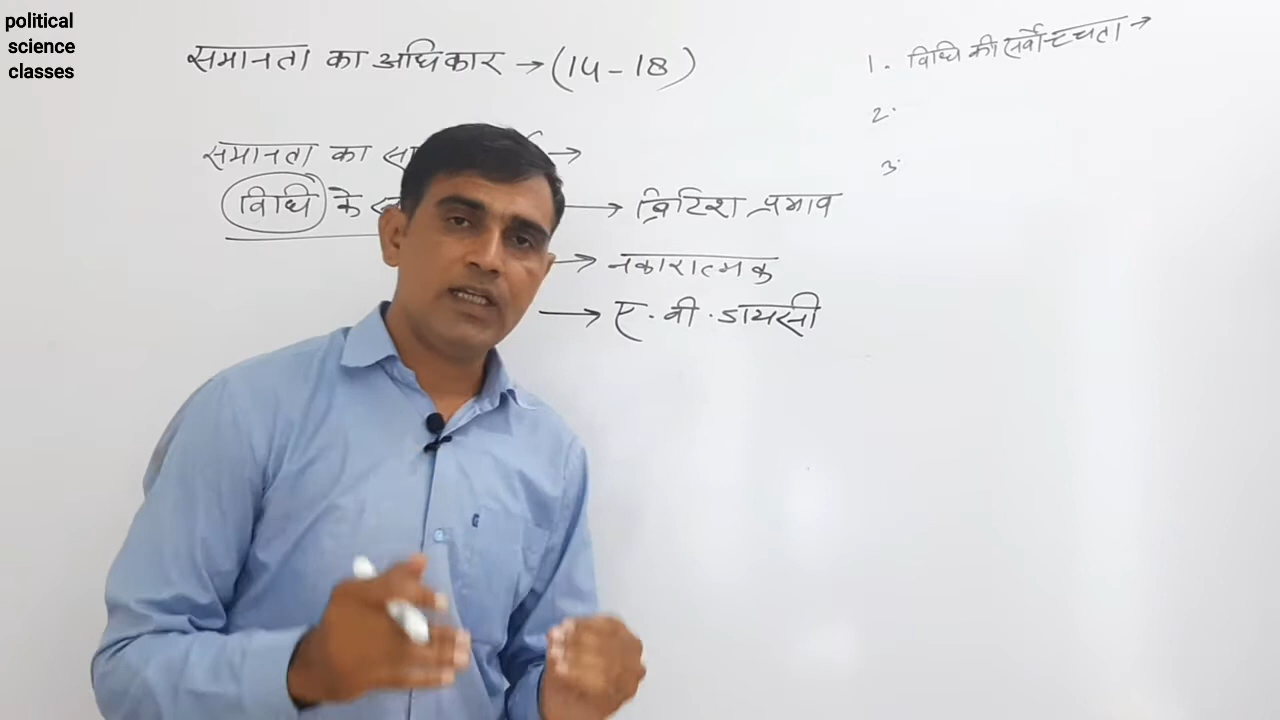 political
science
classes
समानता का अधिकार → (14-18)
समानता का →
विधि के → ब्रिटिश प्रभाव
→ नकारात्मक
→ ए.वी.डायसी
1. विधि की सर्वोच्चता →
2.
3.